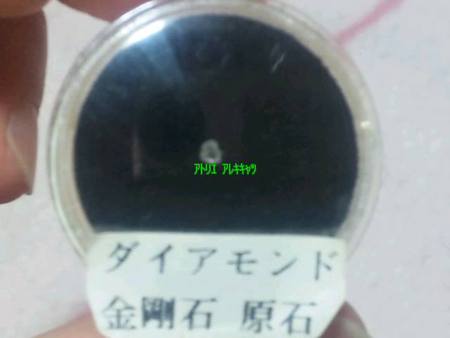 アトリエ アレキキャツ
ダイアモンド
金剛石 原石